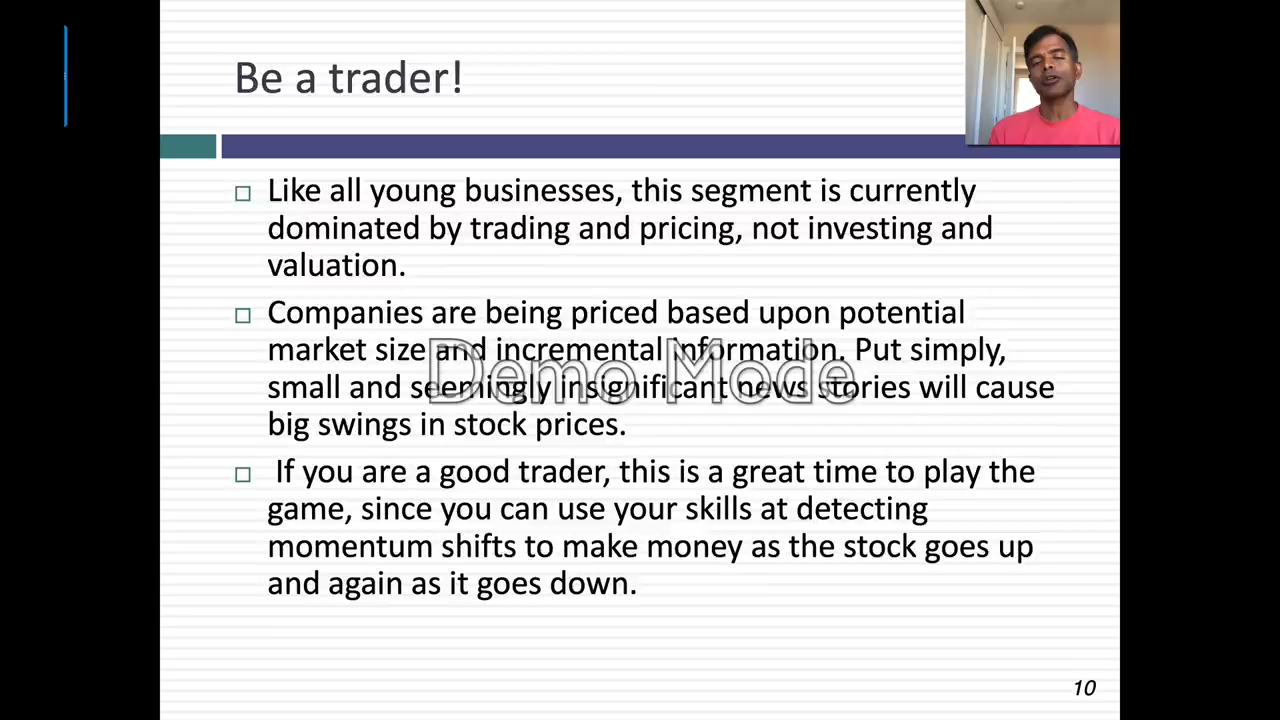 Be a trader!
Like all young businesses, this segment is currently
dominated by trading and pricing, not investing and
valuation.
Companies are being priced based upon potential
market size and incremental information. Put simply,
small and seemingly insignificant news stories will cause
big swings in stock prices.
If you are a good trader, this is a great time to play the
game, since you can use your skills at detecting
momentum shifts to make money as the stock goes up
and again as it goes down.
Demo Mode
10